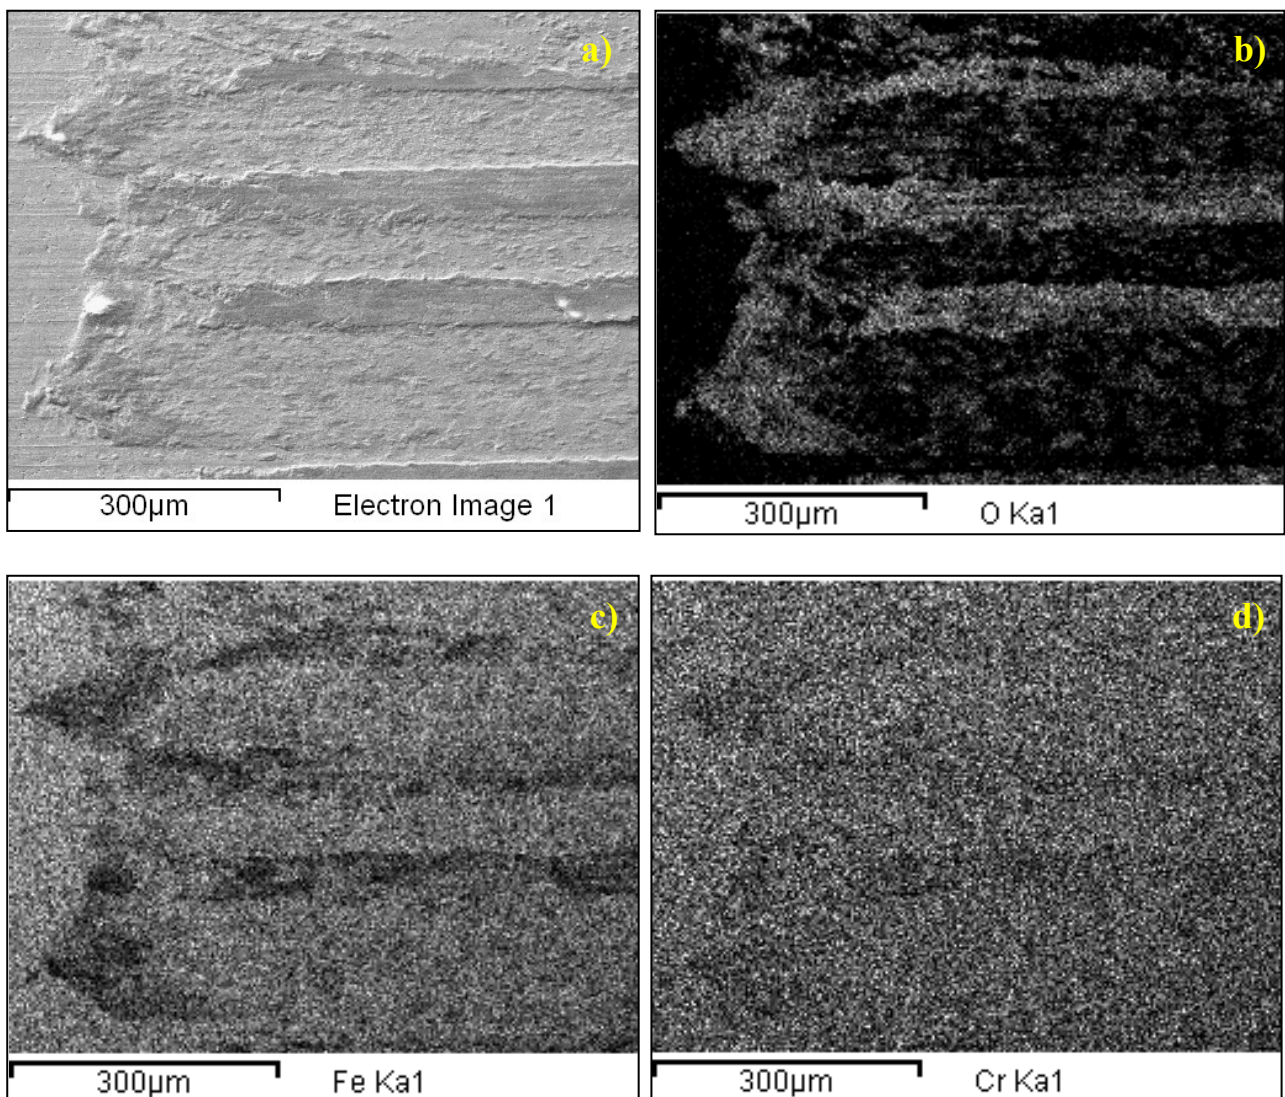 a)
300µm Electron Image 1
b)
300µm O Ka1
c)
300µm Fe Ka1
d)
300µm Cr Ka1